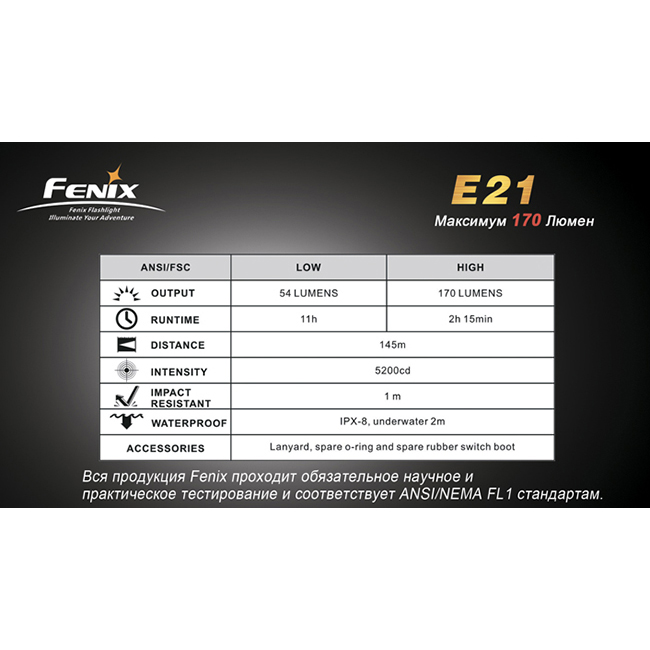 FENIX
Fenix Flashlight
Illuminate Your Adventure
E21
Максимум 170 Люмен
ANSI/FSC LOW HIGH
OUTPUT 54 LUMENS 170 LUMENS
RUNTIME 11h 2h 15min
DISTANCE 145m
INTENSITY 5200cd
IMPACT
RESISTANT 1 m
WATERPROOF IPX-8, underwater 2m
ACCESSORIES Lanyard, spare o-ring and spare rubber switch boot
Вся продукция Fenix проходит обязательное научное и
практическое тестирование и соответствует ANSI/NEMA FL1 стандартам.